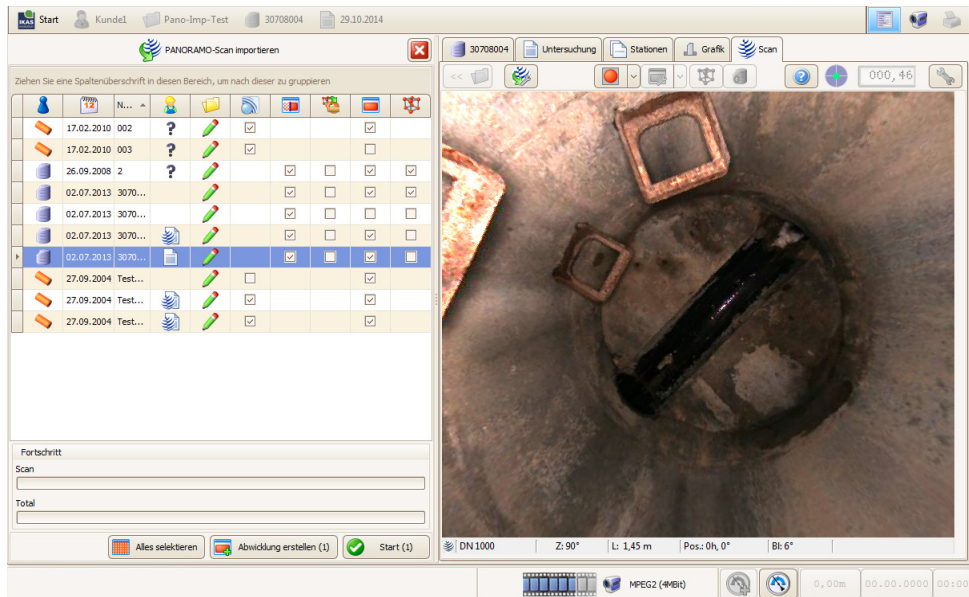 IKAS Start Kunde1 Pano-Imp-Test 30708004 29.10.2014
PANORAMO-Scan importieren
30708004 Untersuchung Stationen Grafik Scan
<< 000,46
Ziehen Sie eine Spaltenüberschrift in diesen Bereich, um nach dieser zu gruppieren
12 N...
17.02.2010 002 ?
17.02.2010 003 ?
26.09.2008 2 ?
02.07.2013 3070...
02.07.2013 3070...
02.07.2013 3070...
02.07.2013 3070...
27.09.2004 Test...
27.09.2004 Test...
27.09.2004 Test...
Fortschritt
Scan
Total
Alles selektieren Abwicklung erstellen (1) Start (1)
DN 1000 Z: 90° L: 1,45 m Pos.: 0h, 0° Bl: 6°
MPEG2 (4MBit) 0,00m 00.00.0000 00:00